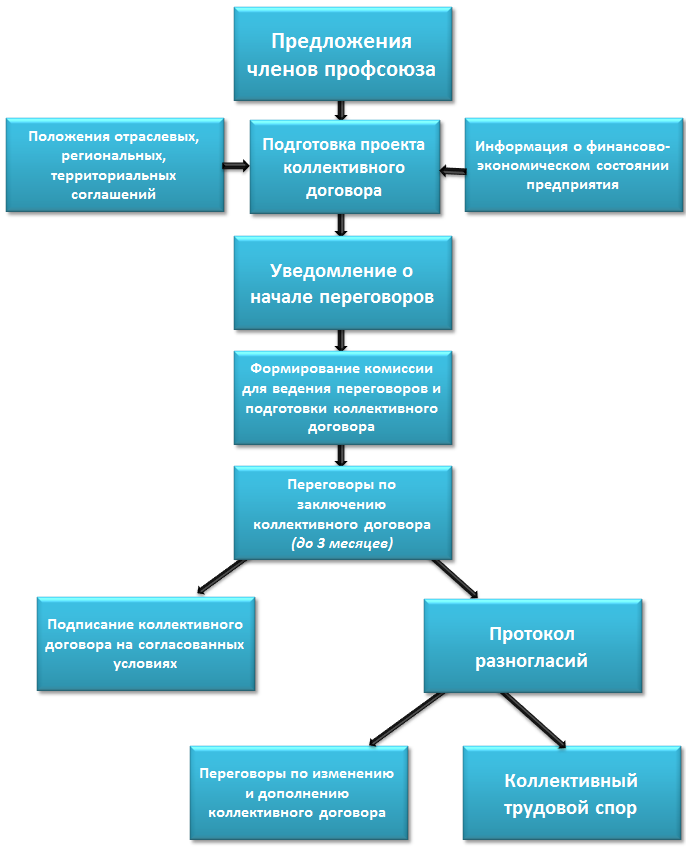 Предложения
членов профсоюза
Положения отраслевых,
региональных,
территориальных
соглашений
Подготовка проекта
коллективного
договора
Информация о финансово-
экономическом состоянии
предприятия
Уведомление о
начале переговоров
Формирование комиссии
для ведения переговоров и
подготовки коллективного
договора
Переговоры по
заключению
коллективного договора
(до 3 месяцев)
Подписание коллективного
договора на согласованных
условиях
Протокол
разногласий
Переговоры по изменению
и дополнению
коллективного договора
Коллективный
трудовой спор